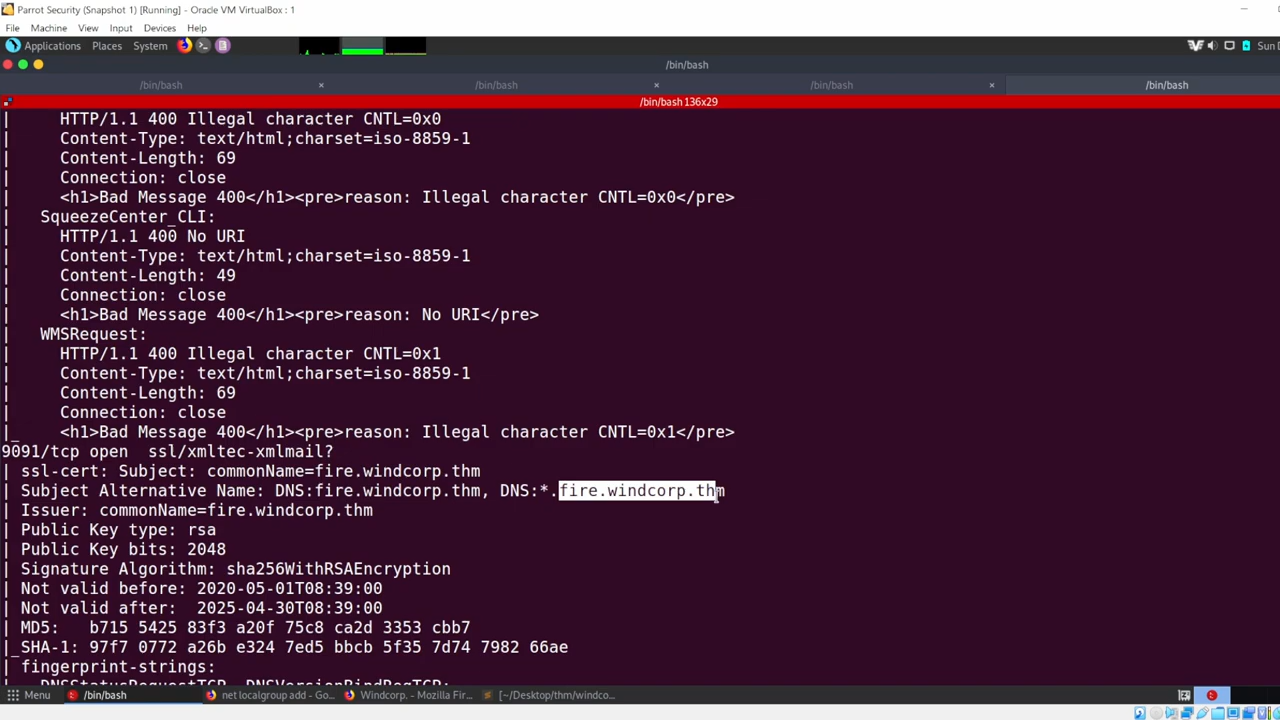 Parrot Security (Snapshot 1) [Running] - Oracle VM VirtualBox : 1
File Machine View Input Devices Help
Applications Places System Sun
/bin/bash
/bin/bash × /bin/bash × /bin/bash × /bin/bash
/bin/bash 136x29
| HTTP/1.1 400 Illegal character CNTL=0x0
| Content-Type: text/html;charset=iso-8859-1
| Content-Length: 69
| Connection: close
| <h1>Bad Message 400</h1><pre>reason: Illegal character CNTL=0x0</pre>
| SqueezeCenter_CLI:
| HTTP/1.1 400 No URI
| Content-Type: text/html;charset=iso-8859-1
| Content-Length: 49
| Connection: close
| <h1>Bad Message 400</h1><pre>reason: No URI</pre>
| WMSRequest:
| HTTP/1.1 400 Illegal character CNTL=0x1
| Content-Type: text/html;charset=iso-8859-1
| Content-Length: 69
| Connection: close
|_ <h1>Bad Message 400</h1><pre>reason: Illegal character CNTL=0x1</pre>
9091/tcp open ssl/xmltec-xmlmail?
| ssl-cert: Subject: commonName=fire.windcorp.thm
| Subject Alternative Name: DNS:fire.windcorp.thm, DNS:*.fire.windcorp.thm
| Issuer: commonName=fire.windcorp.thm
| Public Key type: rsa
| Public Key bits: 2048
| Signature Algorithm: sha256WithRSAEncryption
| Not valid before: 2020-05-01T08:39:00
| Not valid after: 2025-04-30T08:39:00
| MD5: b715 5425 83f3 a20f 75c8 ca2d 3353 cbb7
|_SHA-1: 97f7 0772 a26b e324 7ed5 bbcb 5f35 7d74 7982 66ae
| fingerprint-strings:
| DNSStatusRequestTCP, DNSVersionBindReqTCP:
Menu /bin/bash net localgroup add - Go... Windcorp. - Mozilla Fir... [~/Desktop/thm/windco...